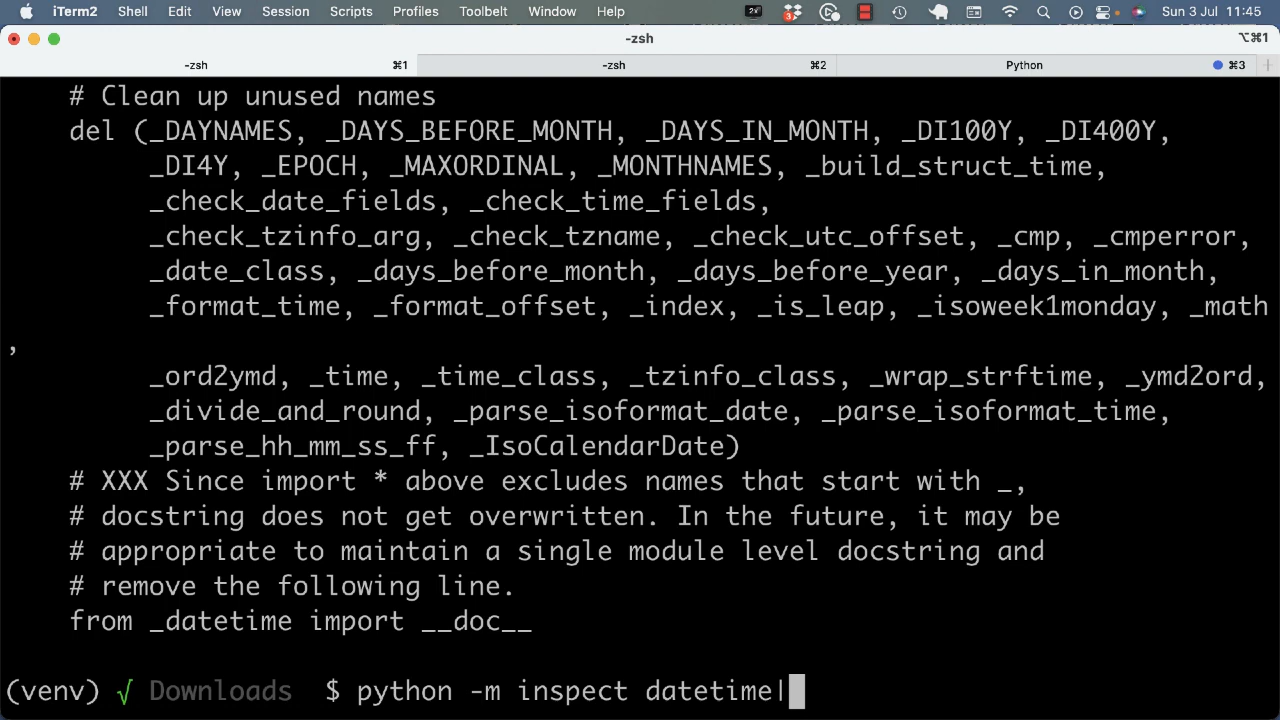 iTerm2 Shell Edit View Session Scripts Profiles Toolbelt Window Help Sun 3 Jul 11:45
-zsh ⌥⌘1
-zsh ⌘1 -zsh ⌘2 Python ⌘3
# Clean up unused names
del (_DAYNAMES, _DAYS_BEFORE_MONTH, _DAYS_IN_MONTH, _DI100Y, _DI400Y,
_DI4Y, _EPOCH, _MAXORDINAL, _MONTHNAMES, _build_struct_time,
_check_date_fields, _check_time_fields,
_check_tzinfo_arg, _check_tzname, _check_utc_offset, _cmp, _cmperror,
_date_class, _days_before_month, _days_before_year, _days_in_month,
_format_time, _format_offset, _index, _is_leap, _isoweek1monday, _math
,
_ord2ymd, _time, _time_class, _tzinfo_class, _wrap_strftime, _ymd2ord,
_divide_and_round, _parse_isoformat_date, _parse_isoformat_time,
_parse_hh_mm_ss_ff, _IsoCalendarDate)
# XXX Since import * above excludes names that start with _,
# docstring does not get overwritten. In the future, it may be
# appropriate to maintain a single module level docstring and
# remove the following line.
from _datetime import __doc__
(venv) √ Downloads $ python -m inspect datetime|